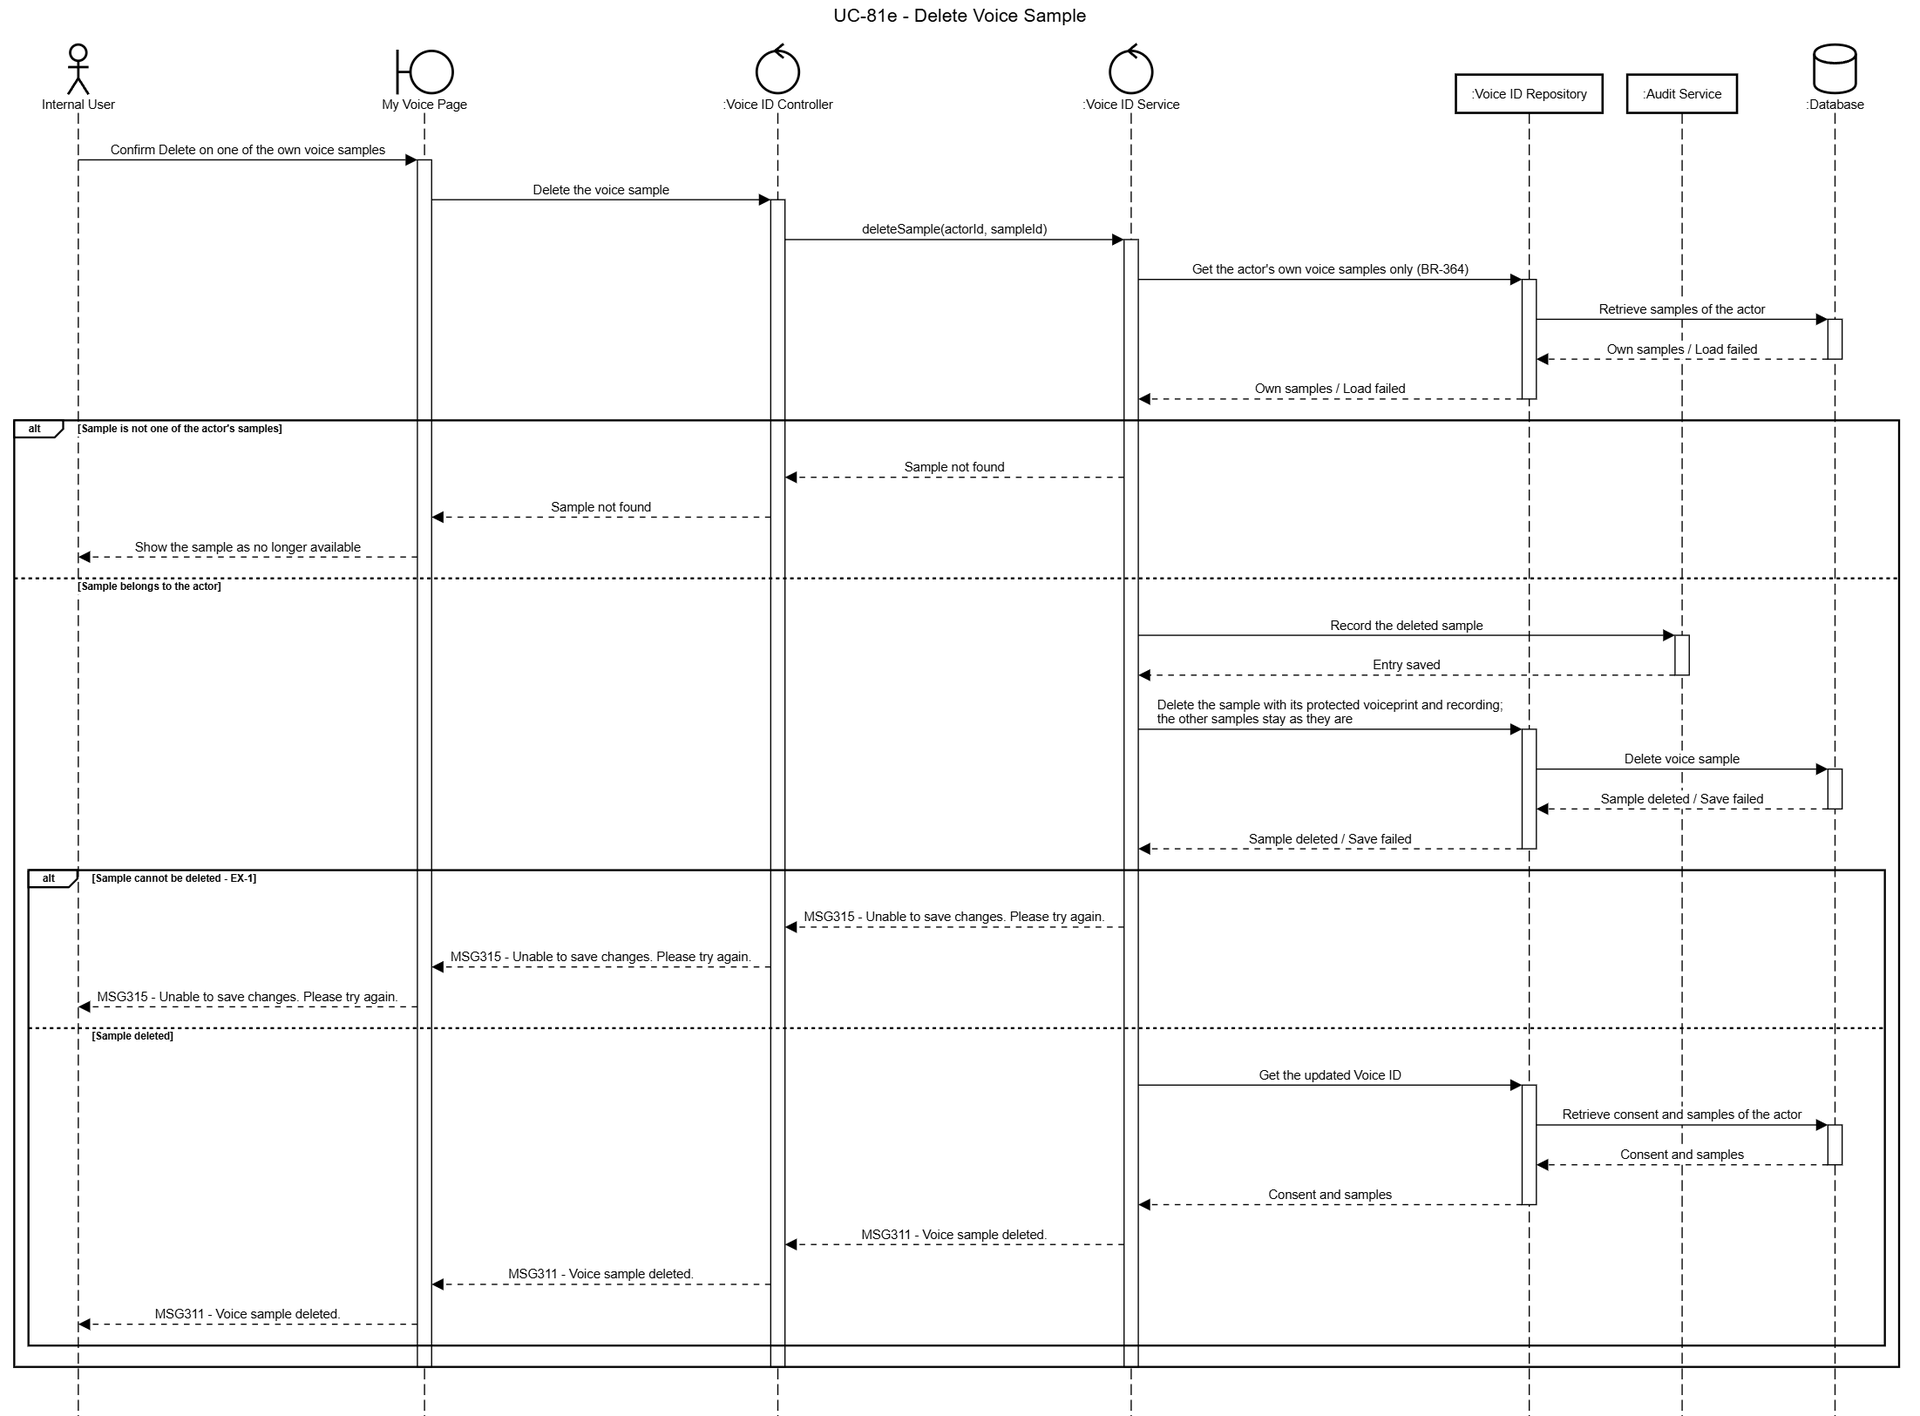 UC-81e - Delete Voice Sample
Internal User
My Voice Page
:Voice ID Controller
:Voice ID Service
:Voice ID Repository
:Audit Service
:Database
Confirm Delete on one of the own voice samples
Delete the voice sample
deleteSample(actorId, sampleId)
Get the actor's own voice samples only (BR-364)
Retrieve samples of the actor
Own samples / Load failed
Own samples / Load failed
alt
[Sample is not one of the actor's samples]
Sample not found
Sample not found
Show the sample as no longer available
[Sample belongs to the actor]
Record the deleted sample
Entry saved
Delete the sample with its protected voiceprint and recording;
the other samples stay as they are
Delete voice sample
Sample deleted / Save failed
Sample deleted / Save failed
alt
[Sample cannot be deleted - EX-1]
MSG315 - Unable to save changes. Please try again.
MSG315 - Unable to save changes. Please try again.
MSG315 - Unable to save changes. Please try again.
[Sample deleted]
Get the updated Voice ID
Retrieve consent and samples of the actor
Consent and samples
Consent and samples
MSG311 - Voice sample deleted.
MSG311 - Voice sample deleted.
MSG311 - Voice sample deleted.